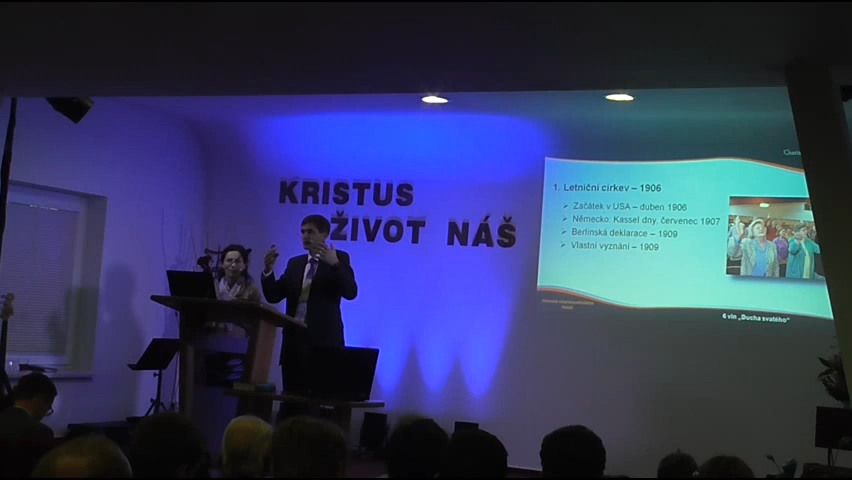 KRISTUS
ŽIVOT NÁŠ
1. Letniční církev – 1906
Začátek v USA – duben 1906
Německo: Kassel dny, červenec 1907
Berlínská deklarace – 1909
Vlastní vyznání – 1909
6 vln „Ducha svatého“